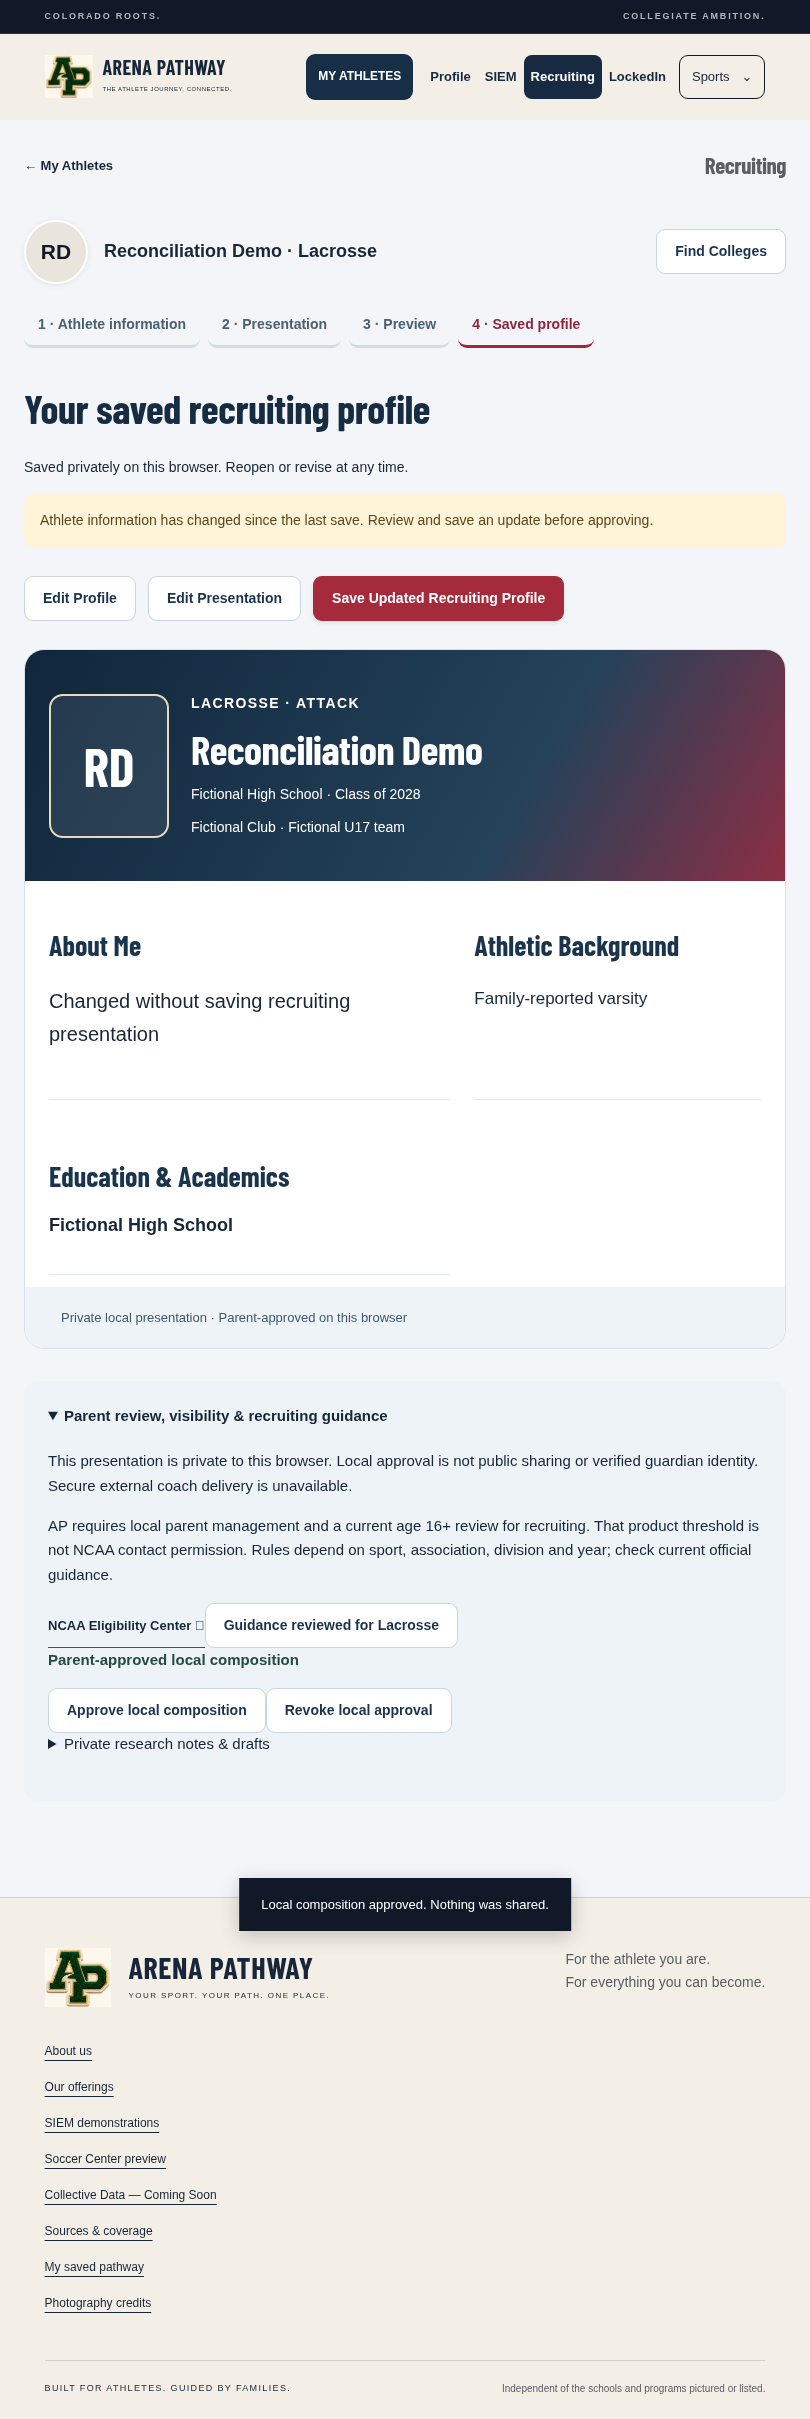 COLORADO ROOTS.
COLLEGIATE AMBITION.
AP
ARENA PATHWAY
THE ATHLETE JOURNEY, CONNECTED.
MY ATHLETES
Profile
SIEM
Recruiting
LockedIn
Sports
← My Athletes
Recruiting
RD
Reconciliation Demo · Lacrosse
Find Colleges
1 · Athlete information
2 · Presentation
3 · Preview
4 · Saved profile
Your saved recruiting profile
Saved privately on this browser. Reopen or revise at any time.
Athlete information has changed since the last save. Review and save an update before approving.
Edit Profile
Edit Presentation
Save Updated Recruiting Profile
RD
LACROSSE · ATTACK
Reconciliation Demo
Fictional High School · Class of 2028
Fictional Club · Fictional U17 team
About Me
Changed without saving recruiting
presentation
Athletic Background
Family-reported varsity
Education & Academics
Fictional High School
Private local presentation · Parent-approved on this browser
▼ Parent review, visibility & recruiting guidance
This presentation is private to this browser. Local approval is not public sharing or verified guardian identity.
Secure external coach delivery is unavailable.
AP requires local parent management and a current age 16+ review for recruiting. That product threshold is
not NCAA contact permission. Rules depend on sport, association, division and year; check current official
guidance.
NCAA Eligibility Center
Guidance reviewed for Lacrosse
Parent-approved local composition
Approve local composition
Revoke local approval
▶ Private research notes & drafts
Local composition approved. Nothing was shared.
AP
ARENA PATHWAY
YOUR SPORT. YOUR PATH. ONE PLACE.
For the athlete you are.
For everything you can become.
About us
Our offerings
SIEM demonstrations
Soccer Center preview
Collective Data — Coming Soon
Sources & coverage
My saved pathway
Photography credits
BUILT FOR ATHLETES. GUIDED BY FAMILIES.
Independent of the schools and programs pictured or listed.